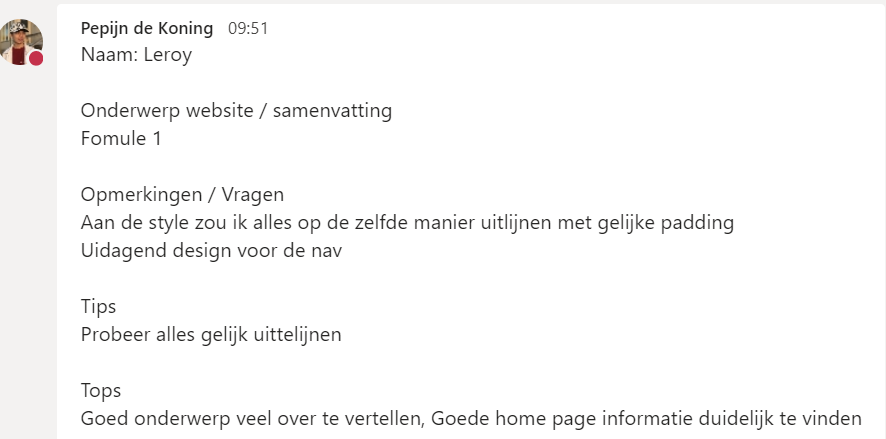 Pepijn de Koning 09:51
Naam: Leroy
Onderwerp website / samenvatting
Fomule 1
Opmerkingen / Vragen
Aan de style zou ik alles op de zelfde manier uitlijnen met gelijke padding
Uidagend design voor de nav
Tips
Probeer alles gelijk uittelijnen
Tops
Goed onderwerp veel over te vertellen, Goede home page informatie duidelijk te vinden